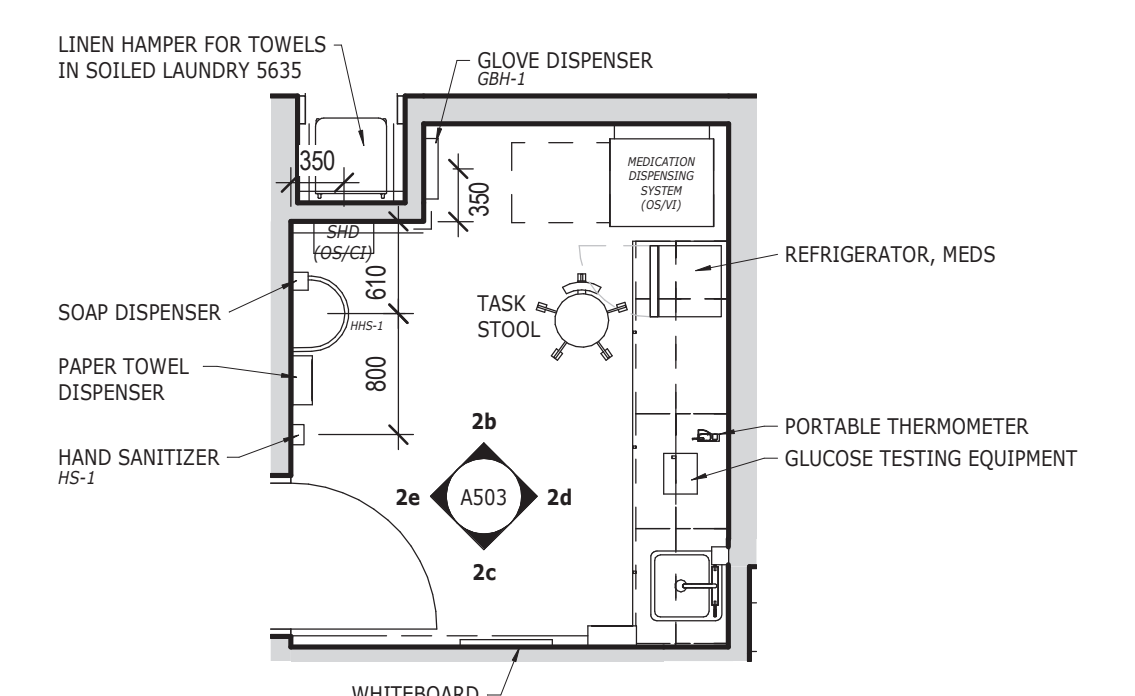 LINEN HAMPER FOR TOWELS
IN SOILED LAUNDRY 5635
GLOVE DISPENSER
GBH-1
350
350
MEDICATION
DISPENSING
SYSTEM
(OS/VI)
SHD
(OS/CI)
610
REFRIGERATOR, MEDS
SOAP DISPENSER
HHS-1
TASK
STOOL
PAPER TOWEL
DISPENSER
800
HAND SANITIZER
HS-1
PORTABLE THERMOMETER
GLUCOSE TESTING EQUIPMENT
2b
2e
A503
2d
2c
WHITEBOARD